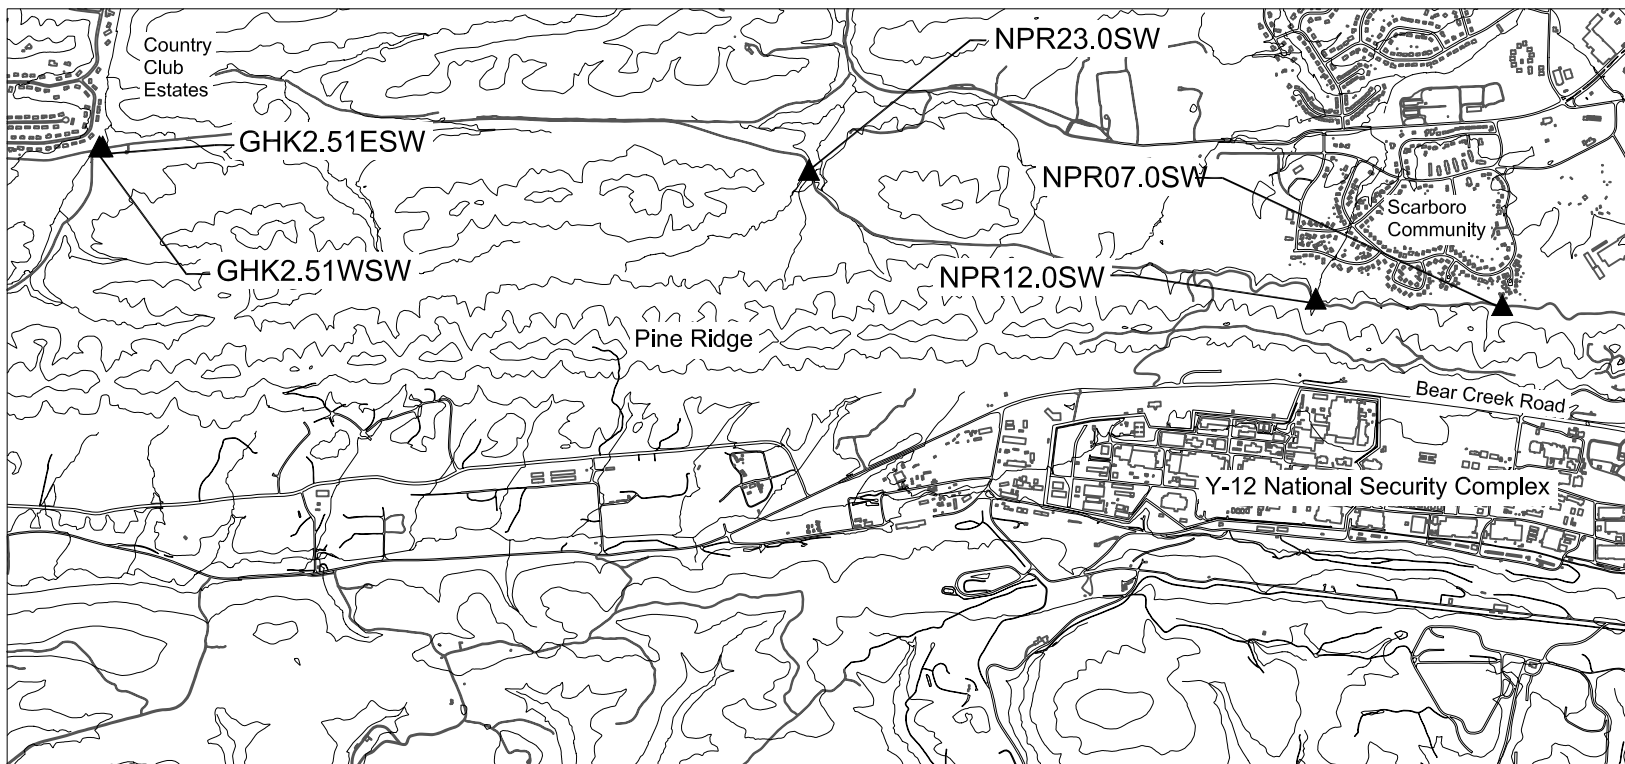 Country
Club
Estates
NPR23.0SW
GHK2.51ESW
NPR07.0SW
Scarboro
Community
GHK2.51WSW
NPR12.0SW
Pine Ridge
Bear Creek Road
Y-12 National Security Complex